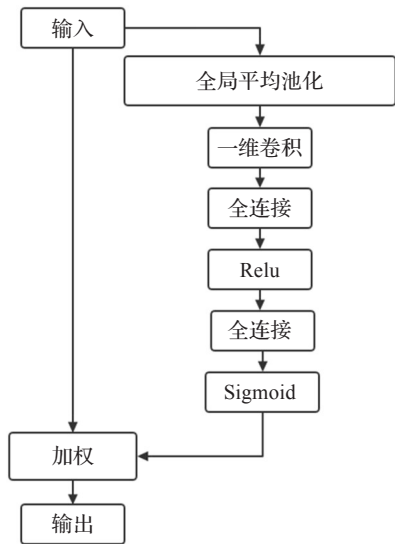 输入
全局平均池化
一维卷积
全连接
Relu
全连接
Sigmoid
加权
输出